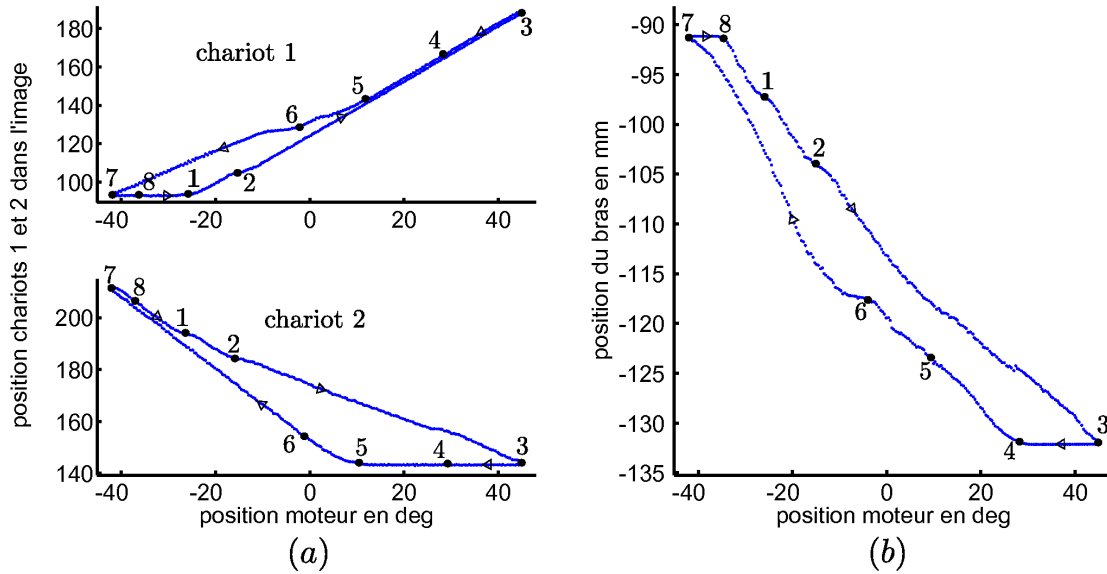 position chariots 1 et 2 dans l'image
180
160
140
120
100
chariot 1
7 8 1 2 6 5 4 3
-40 -20 0 20 40
200
180
160
140
chariot 2
7 8 1 2 6 5 4 3
-40 -20 0 20 40
position moteur en deg
(a)
position du bras en mm
-90
-95
-100
-105
-110
-115
-120
-125
-130
-135
7 8
1
2
6
5
4
3
-40 -20 0 20 40
position moteur en deg
(b)